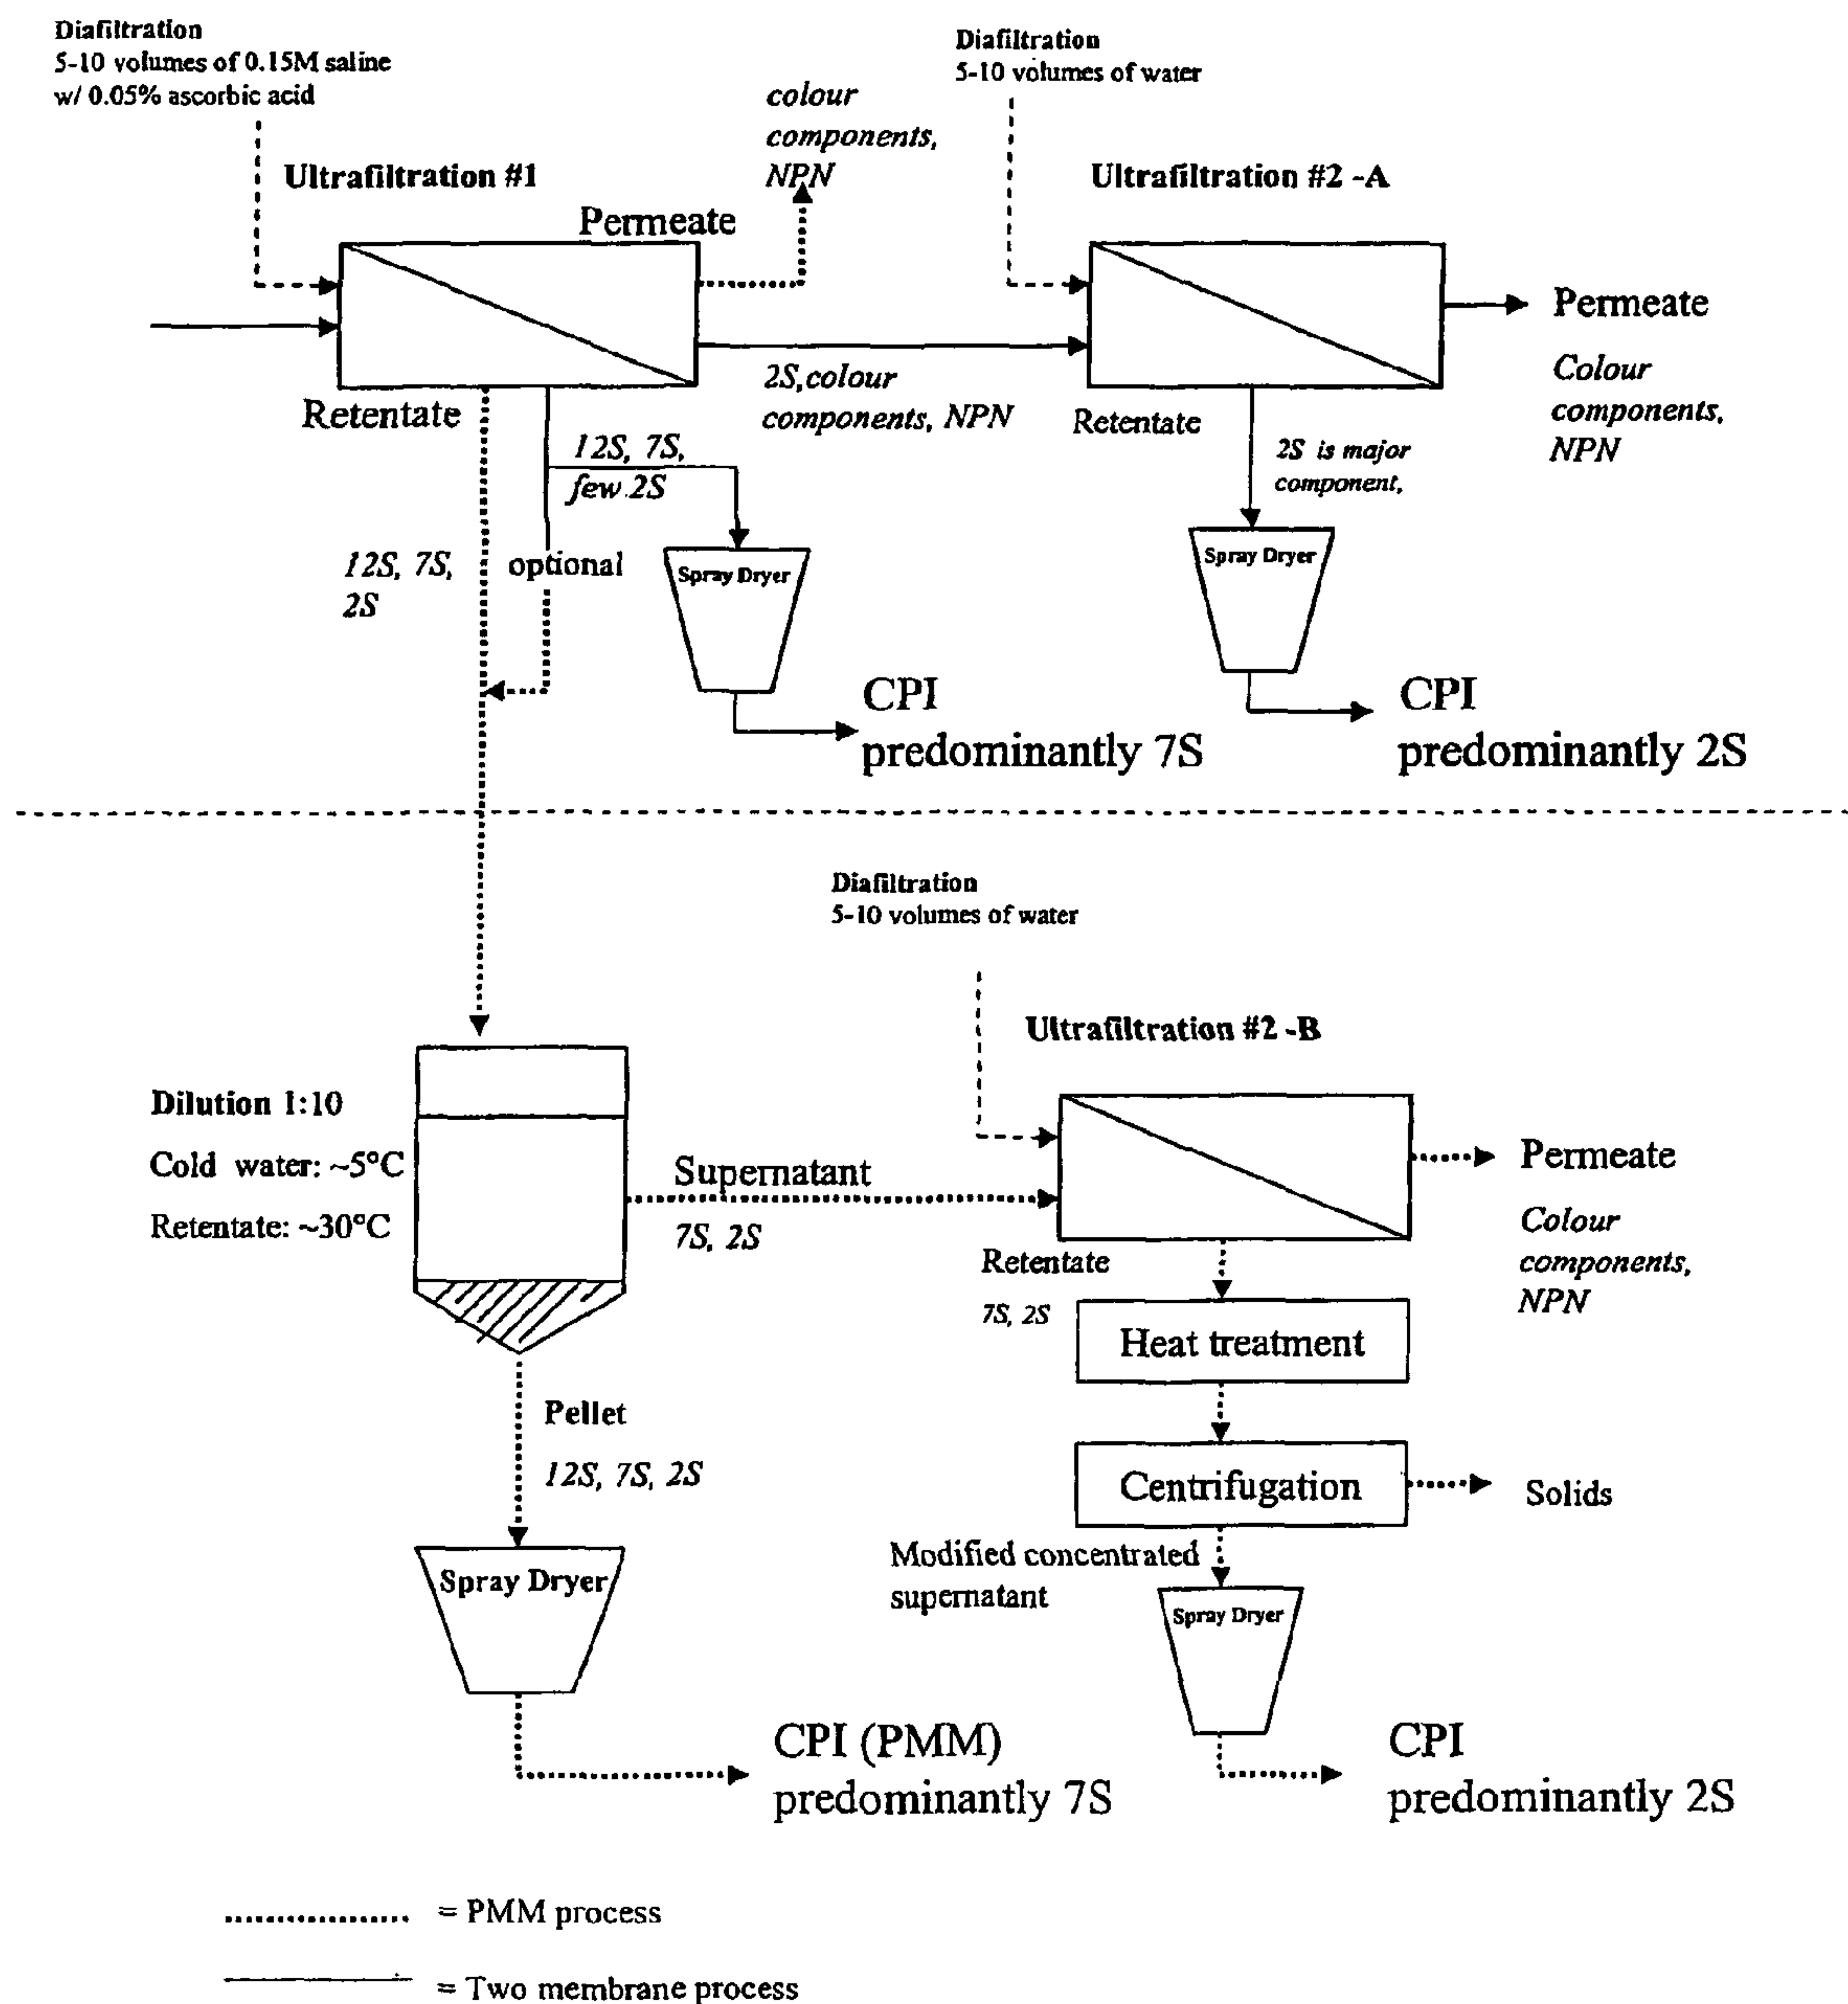 Diafiltration
5-10 volumes of 0.15M saline
w/ 0.05% ascorbic acid
Diafiltration
5-10 volumes of water
colour
components,
NPN
Ultrafiltration #1
Ultrafiltration #2 -A
Permeate
Permeate
Colour
components,
NPN
2S,colour
components, NPN
Retentate
Retentate
12S, 7S,
few 2S
2S is major
component,
12S, 7S,
2S
optional
Spray Dryer
Spray Dryer
CPI
predominantly 7S
CPI
predominantly 2S
Diafiltration
5-10 volumes of water
Ultrafiltration #2 -B
Dilution 1:10
Cold water: ~5°C
Retentate: ~30°C
Supernatant
7S, 2S
Permeate
Colour
components,
NPN
Retentate
7S, 2S
Heat treatment
Pellet
12S, 7S, 2S
Centrifugation
Solids
Modified concentrated
supernatant
Spray Dryer
Spray Dryer
CPI (PMM)
predominantly 7S
CPI
predominantly 2S
= PMM process
= Two membrane process